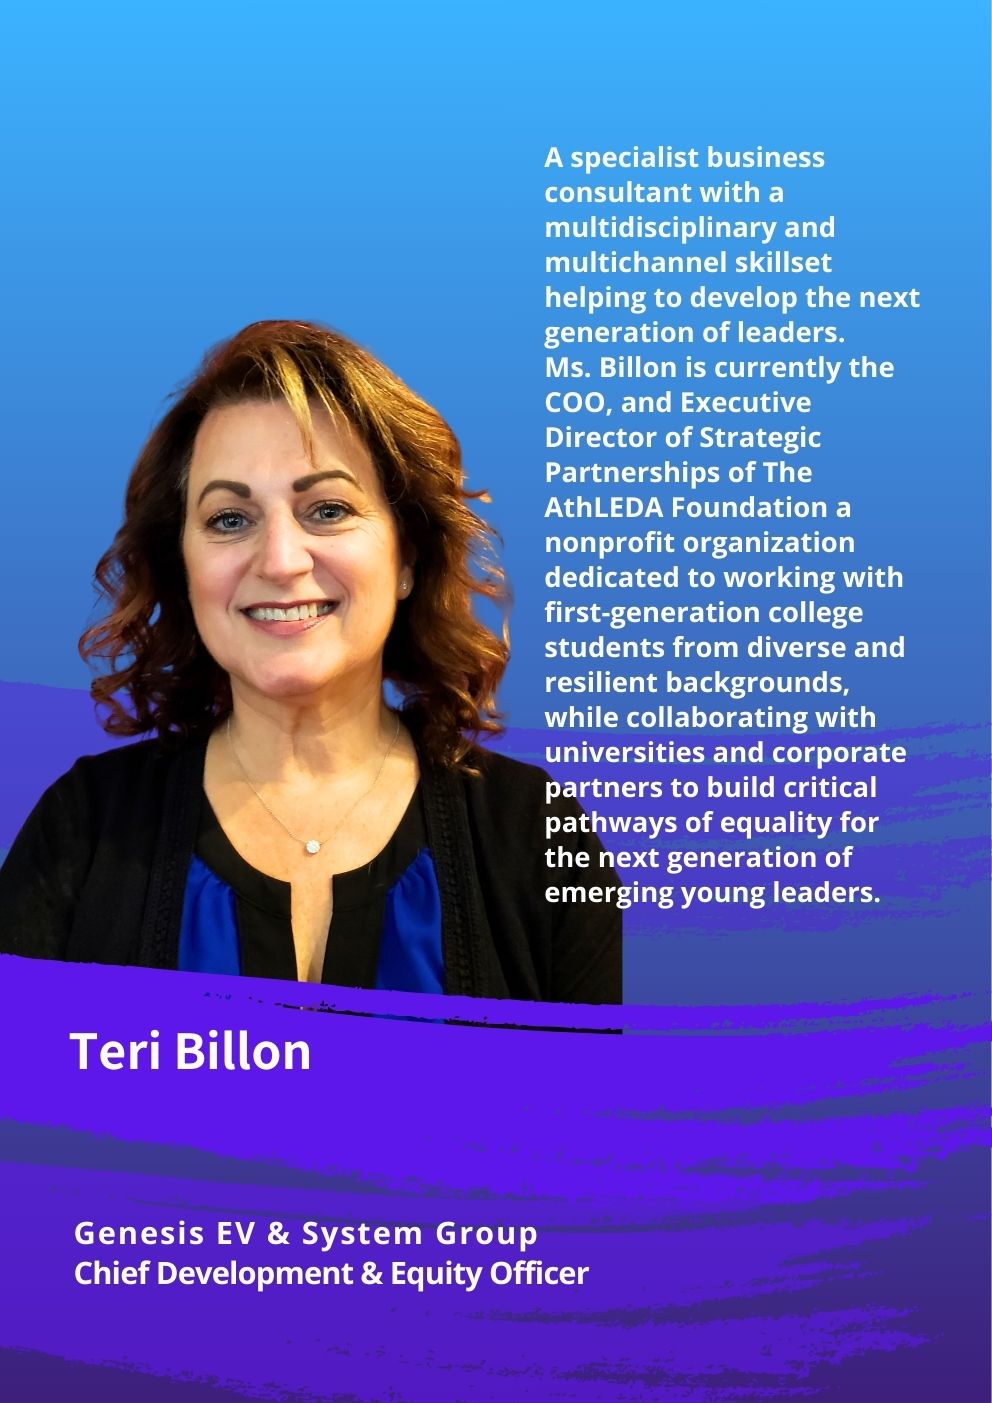 A specialist business
consultant with a
multidisciplinary and
multichannel skillset
helping to develop the next
generation of leaders.
Ms. Billon is currently the
COO, and Executive
Director of Strategic
Partnerships of The
AthLEDA Foundation a
nonprofit organization
dedicated to working with
first-generation college
students from diverse and
resilient backgrounds,
while collaborating with
universities and corporate
partners to build critical
pathways of equality for
the next generation of
emerging young leaders.
Teri Billon
Genesis EV & System Group
Chief Development & Equity Officer